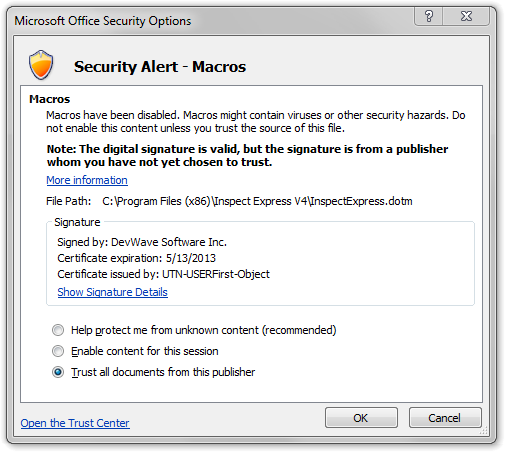 Microsoft Office Security Options
Security Alert - Macros
Macros
Macros have been disabled. Macros might contain viruses or other security hazards. Do
not enable this content unless you trust the source of this file.
Note: The digital signature is valid, but the signature is from a publisher
whom you have not yet chosen to trust.
More information
File Path: C:\Program Files (x86)\Inspect Express V4\InspectExpress.dotm
Signature
Signed by: DevWave Software Inc.
Certificate expiration: 5/13/2013
Certificate issued by: UTN-USERFirst-Object
Show Signature Details
Help protect me from unknown content (recommended)
Enable content for this session
Trust all documents from this publisher
Open the Trust Center
OK
Cancel